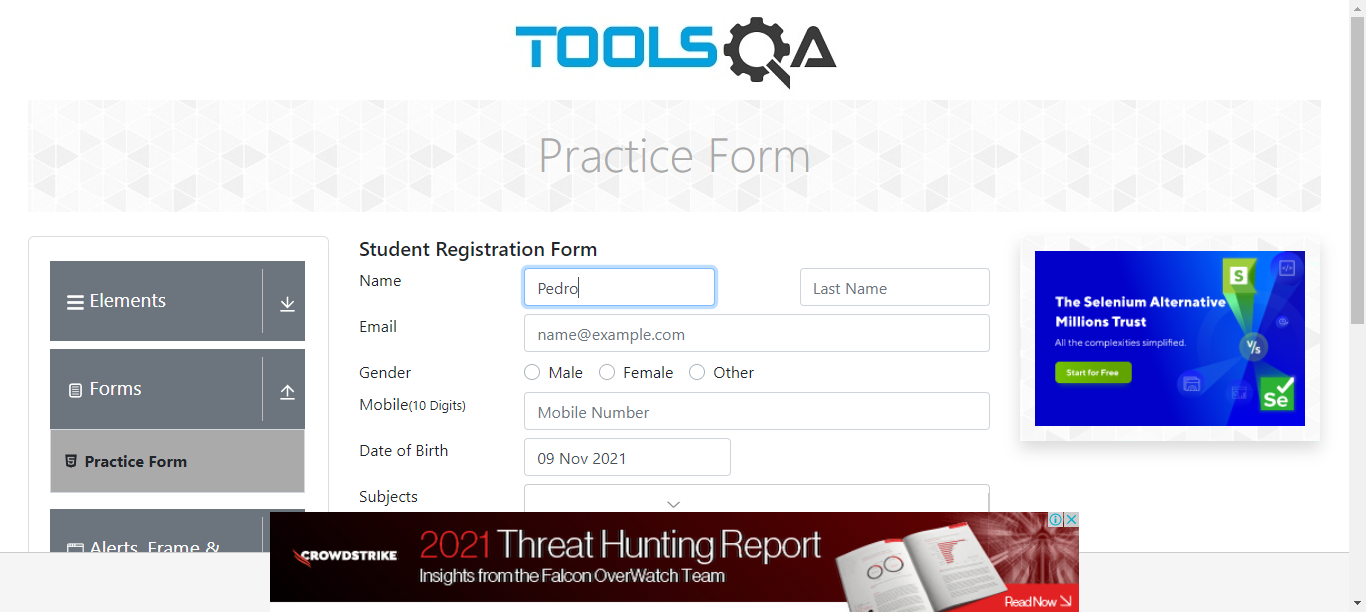 TOOLSQA
Practice Form
Elements
Forms
Practice Form
Alerts, Frame &
Student Registration Form
Name
Pedro
Last Name
Email
name@example.com
Gender
Male
Female
Other
Mobile(10 Digits)
Mobile Number
Date of Birth
09 Nov 2021
Subjects
The Selenium Alternative
Millions Trust
All the complexities simplified.
Start for Free
S
V/s
Se
CROWDSTRIKE
2021 Threat Hunting Report
Insights from the Falcon OverWatch Team
Read Now